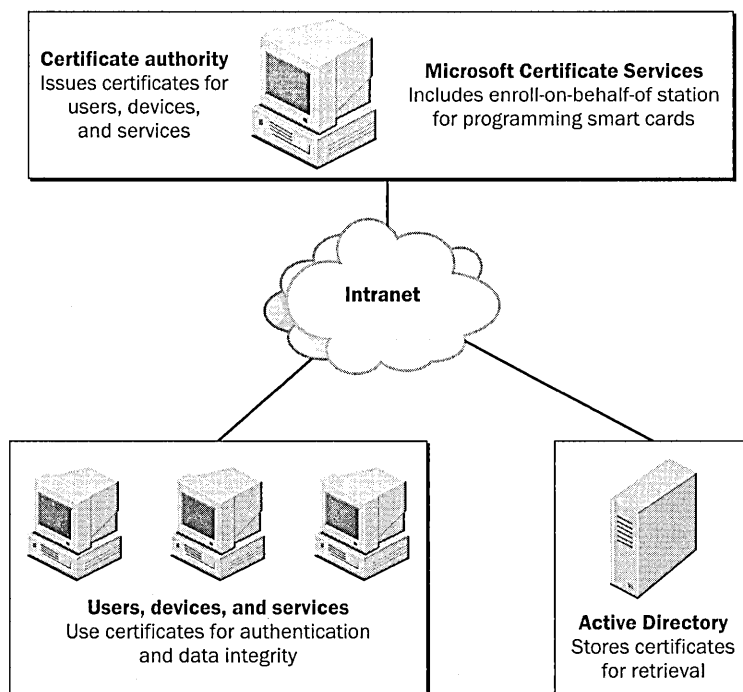 Certificate authority
Issues certificates for
users, devices,
and services
Microsoft Certificate Services
Includes enroll-on-behalf-of station
for programming smart cards
Intranet
Users, devices, and services
Use certificates for authentication
and data integrity
Active Directory
Stores certificates
for retrieval